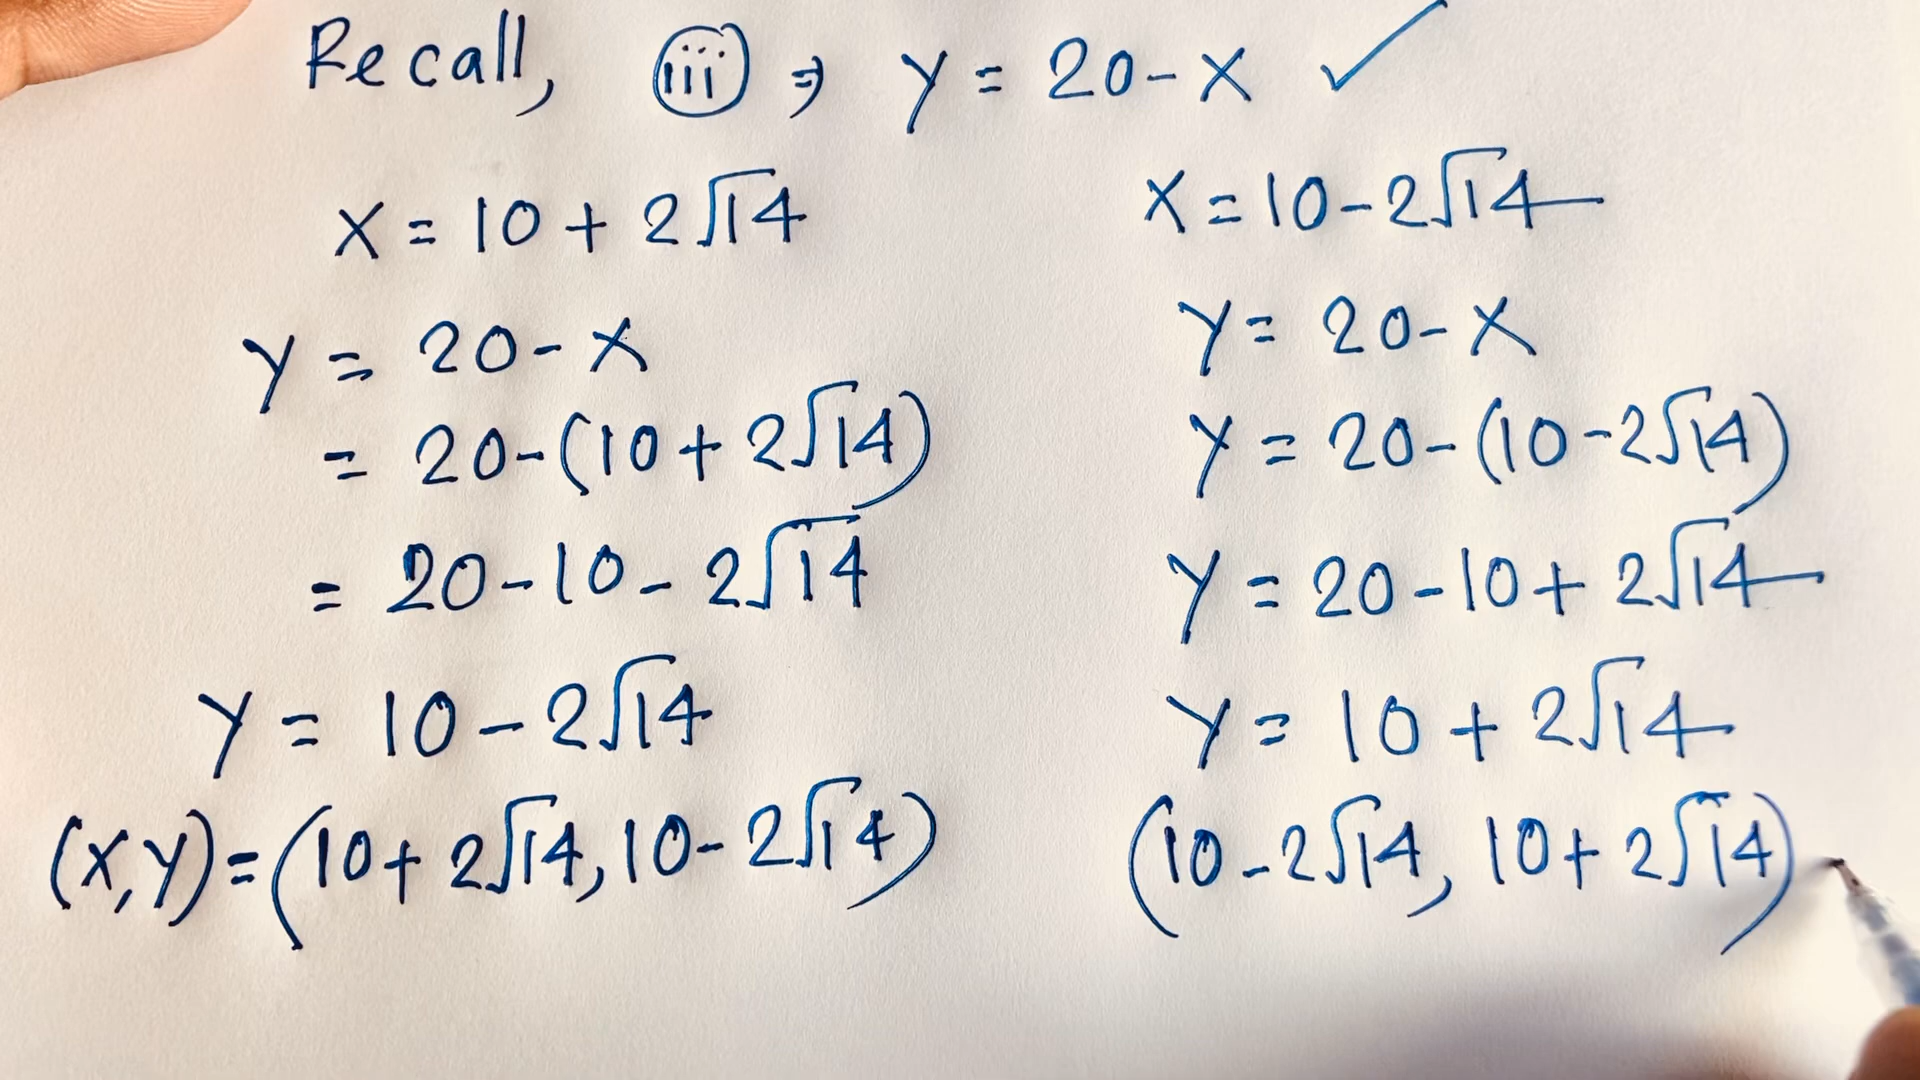 Recall, (iii) ⇒ y = 20 - x ✓
x = 10 + 2√14
y = 20 - x
= 20 - (10 + 2√14)
= 20 - 10 - 2√14
y = 10 - 2√14
(x, y) = (10 + 2√14, 10 - 2√14)
x = 10 - 2√14
y = 20 - x
y = 20 - (10 - 2√14)
y = 20 - 10 + 2√14
y = 10 + 2√14
(10 - 2√14, 10 + 2√14)